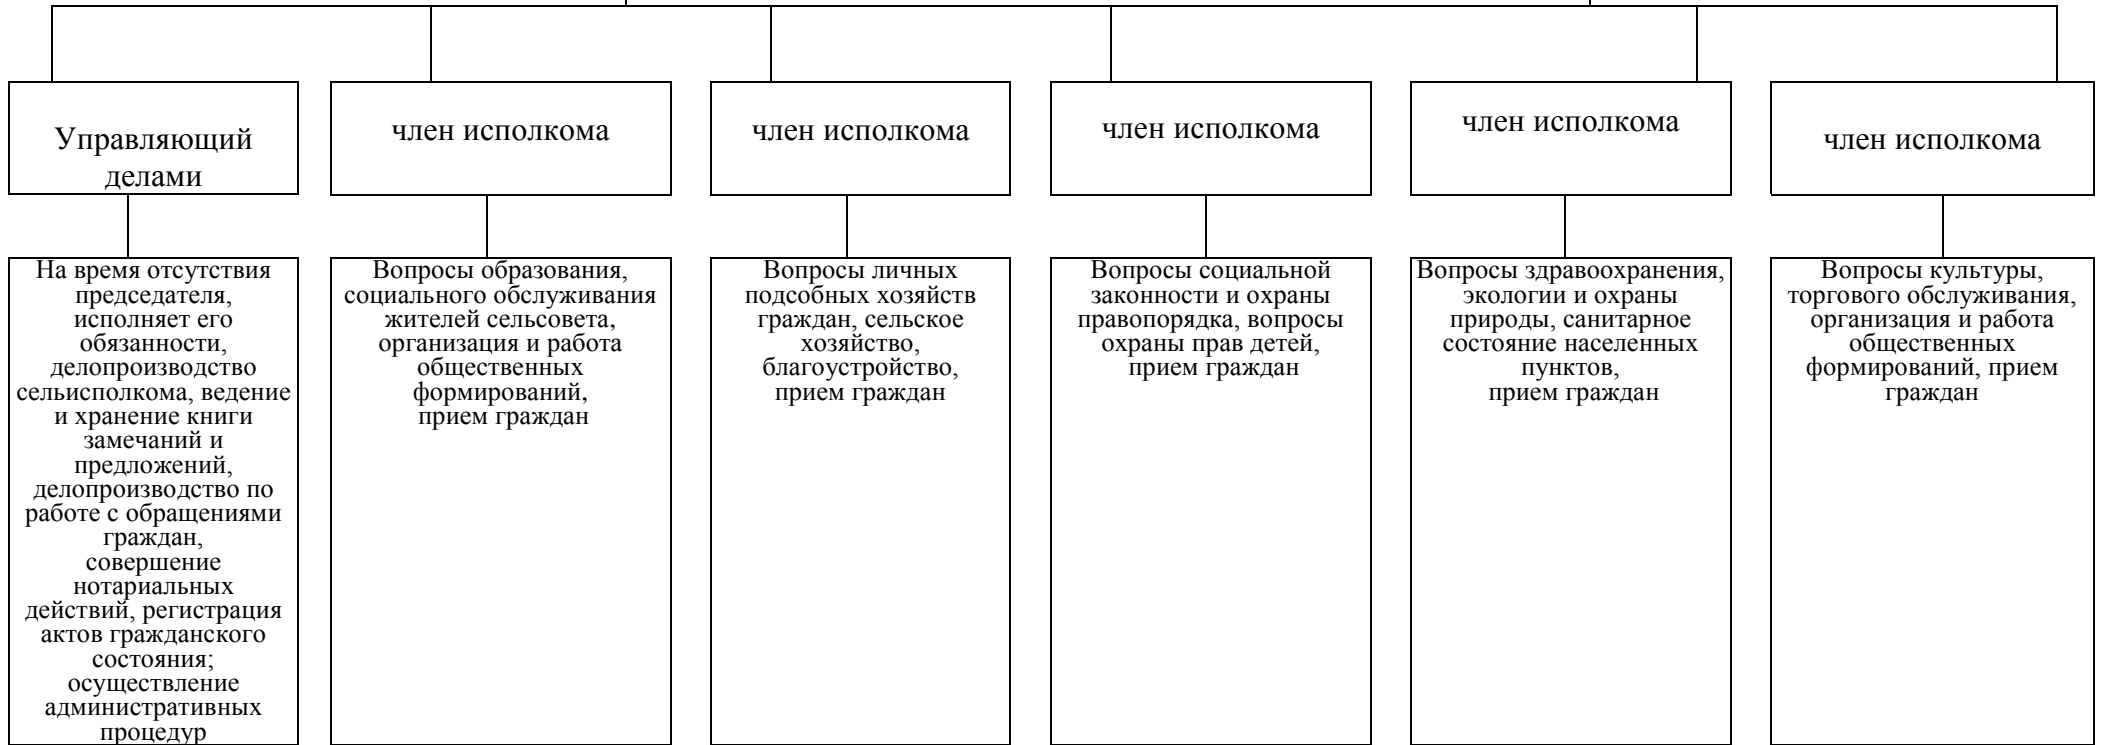 Управляющий
делами
член исполкома
член исполкома
член исполкома
член исполкома
член исполкома
На время отсутствия
председателя,
исполняет его
обязанности,
делопроизводство
сельисполкома, ведение
и хранение книги
замечаний и
предложений,
делопроизводство по
работе с обращениями
граждан,
совершение
нотариальных
действий, регистрация
актов гражданского
состояния;
осуществление
административных
процедур
Вопросы образования,
социального обслуживания
жителей сельсовета,
организация и работа
общественных
формирований,
прием граждан
Вопросы личных
подсобных хозяйств
граждан, сельское
хозяйство,
благоустройство,
прием граждан
Вопросы социальной
законности и охраны
правопорядка, вопросы
охраны прав детей,
прием граждан
Вопросы здравоохранения,
экологии и охраны
природы, санитарное
состояние населенных
пунктов,
прием граждан
Вопросы культуры,
торгового обслуживания,
организация и работа
общественных
формирований, прием
граждан